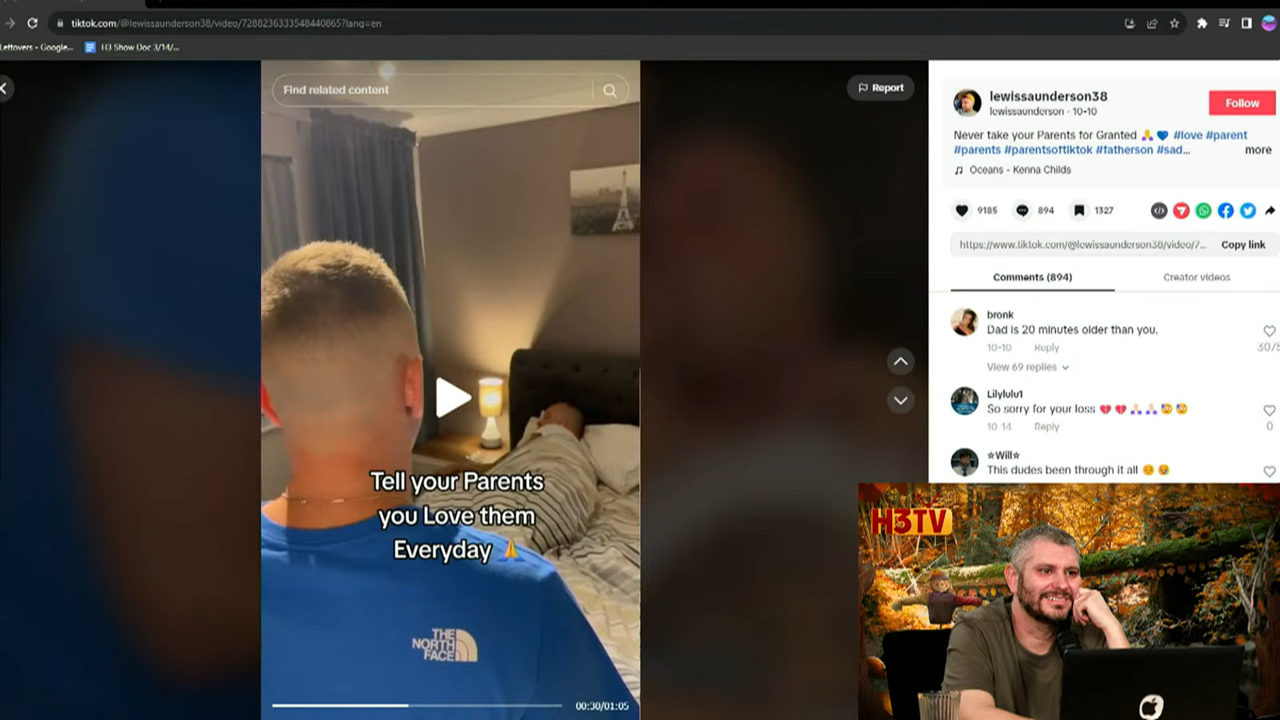 tiktok.com/@lewissaunderson38/video/7288236333548440865?lang=en
Leftovers - Google...
H3 Show Doc 3/14/...
Find related content
Report
Tell your Parents
you Love them
Everyday 🙏
THE
NORTH
FACE
00:30/01:05
lewissaunderson38
lewissaunderson · 10-10
Follow
Never take your Parents for Granted 🙏 💙 #love #parent
#parents #parentsoftiktok #fatherson #sad...
more
Oceans - Kenna Childs
9185
894
1327
https://www.tiktok.com/@lewissaunderson38/video/7...
Copy link
Comments (894)
Creator videos
bronk
Dad is 20 minutes older than you.
10-10 Reply
View 69 replies
Lilylulu1
So sorry for your loss 💔 💔 🙏🏻 🙏🏻 😰 😰
10-14 Reply
0
☆Will☆
This dudes been through it all
H3TV